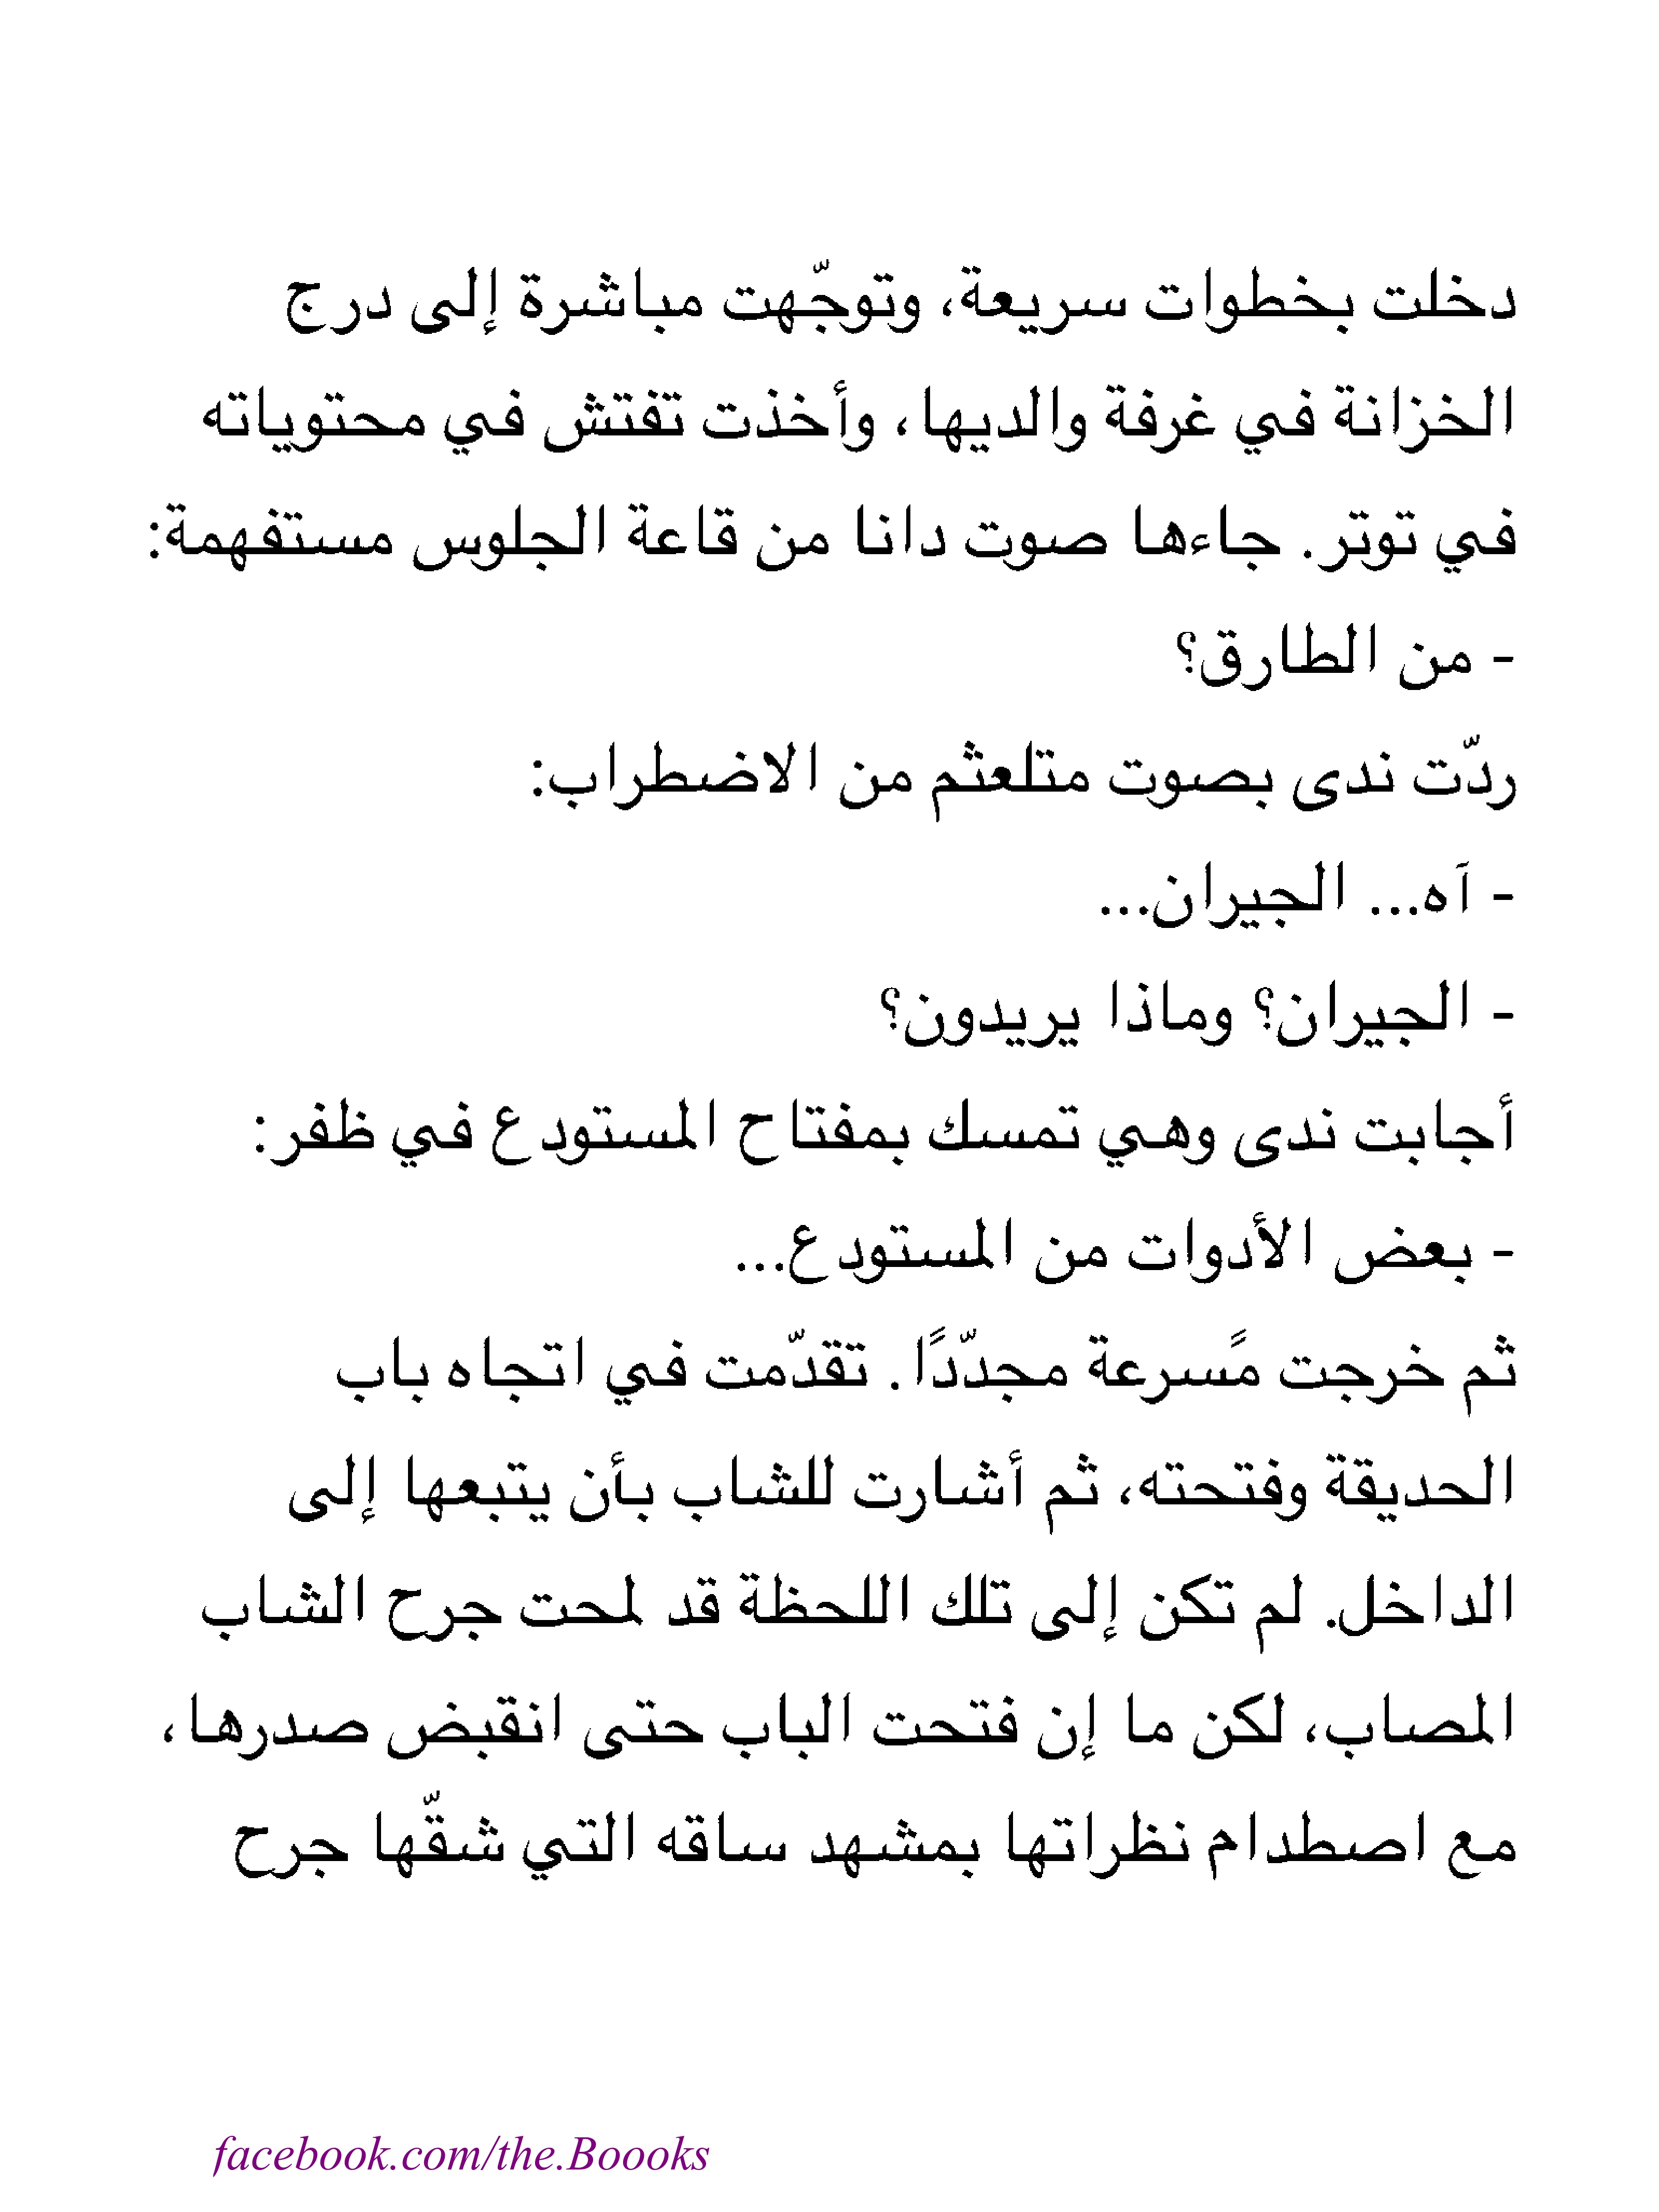 دخلت بخطوات سريعة، وتوجّهت مباشرة إلى درج
الخزانة في غرفة والديها، وأخذت تفتش في محتوياته
في توتر. جاءها صوت دانا من قاعة الجلوس مستفهمة:
- من الطارق؟
ردّت ندى بصوت متلعثم من الاضطراب:
- آه... الجيران...
- الجيران؟ وماذا يريدون؟
أجابت ندى وهي تمسك بمفتاح المستودع في ظفر:
- بعض الأدوات من المستودع...
ثم خرجت مًسرعة مجدّدًا. تقدّمت في اتجاه باب
الحديقة وفتحته، ثم أشارت للشاب بأن يتبعها إلى
الداخل. لم تكن إلى تلك اللحظة قد لمحت جرح الشاب
المصاب، لكن ما إن فتحت الباب حتى انقبض صدرها،
مع اصطدام نظراتها بمشهد ساقه التي شقّها جرح
facebook.com/the.Boooks